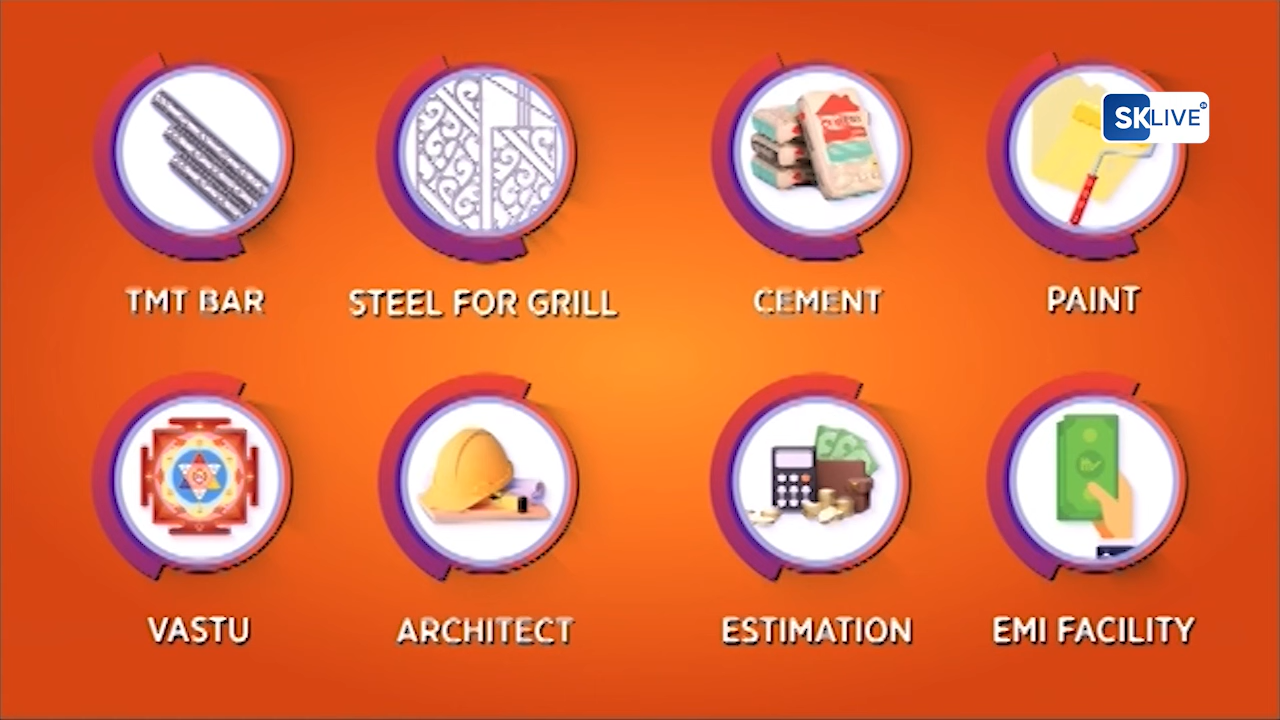 SKLIVE
TMT BAR
STEEL FOR GRILL
CEMENT
PAINT
VASTU
ARCHITECT
ESTIMATION
EMI FACILITY